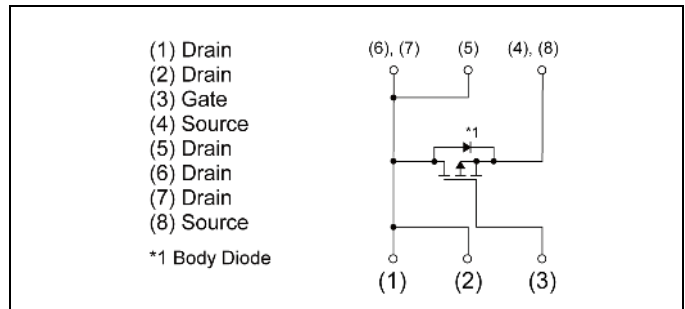 (1) Drain
(2) Drain
(3) Gate
(4) Source
(5) Drain
(6) Drain
(7) Drain
(8) Source
*1 Body Diode
(6), (7) (5) (4), (8)
*1
(1) (2) (3)